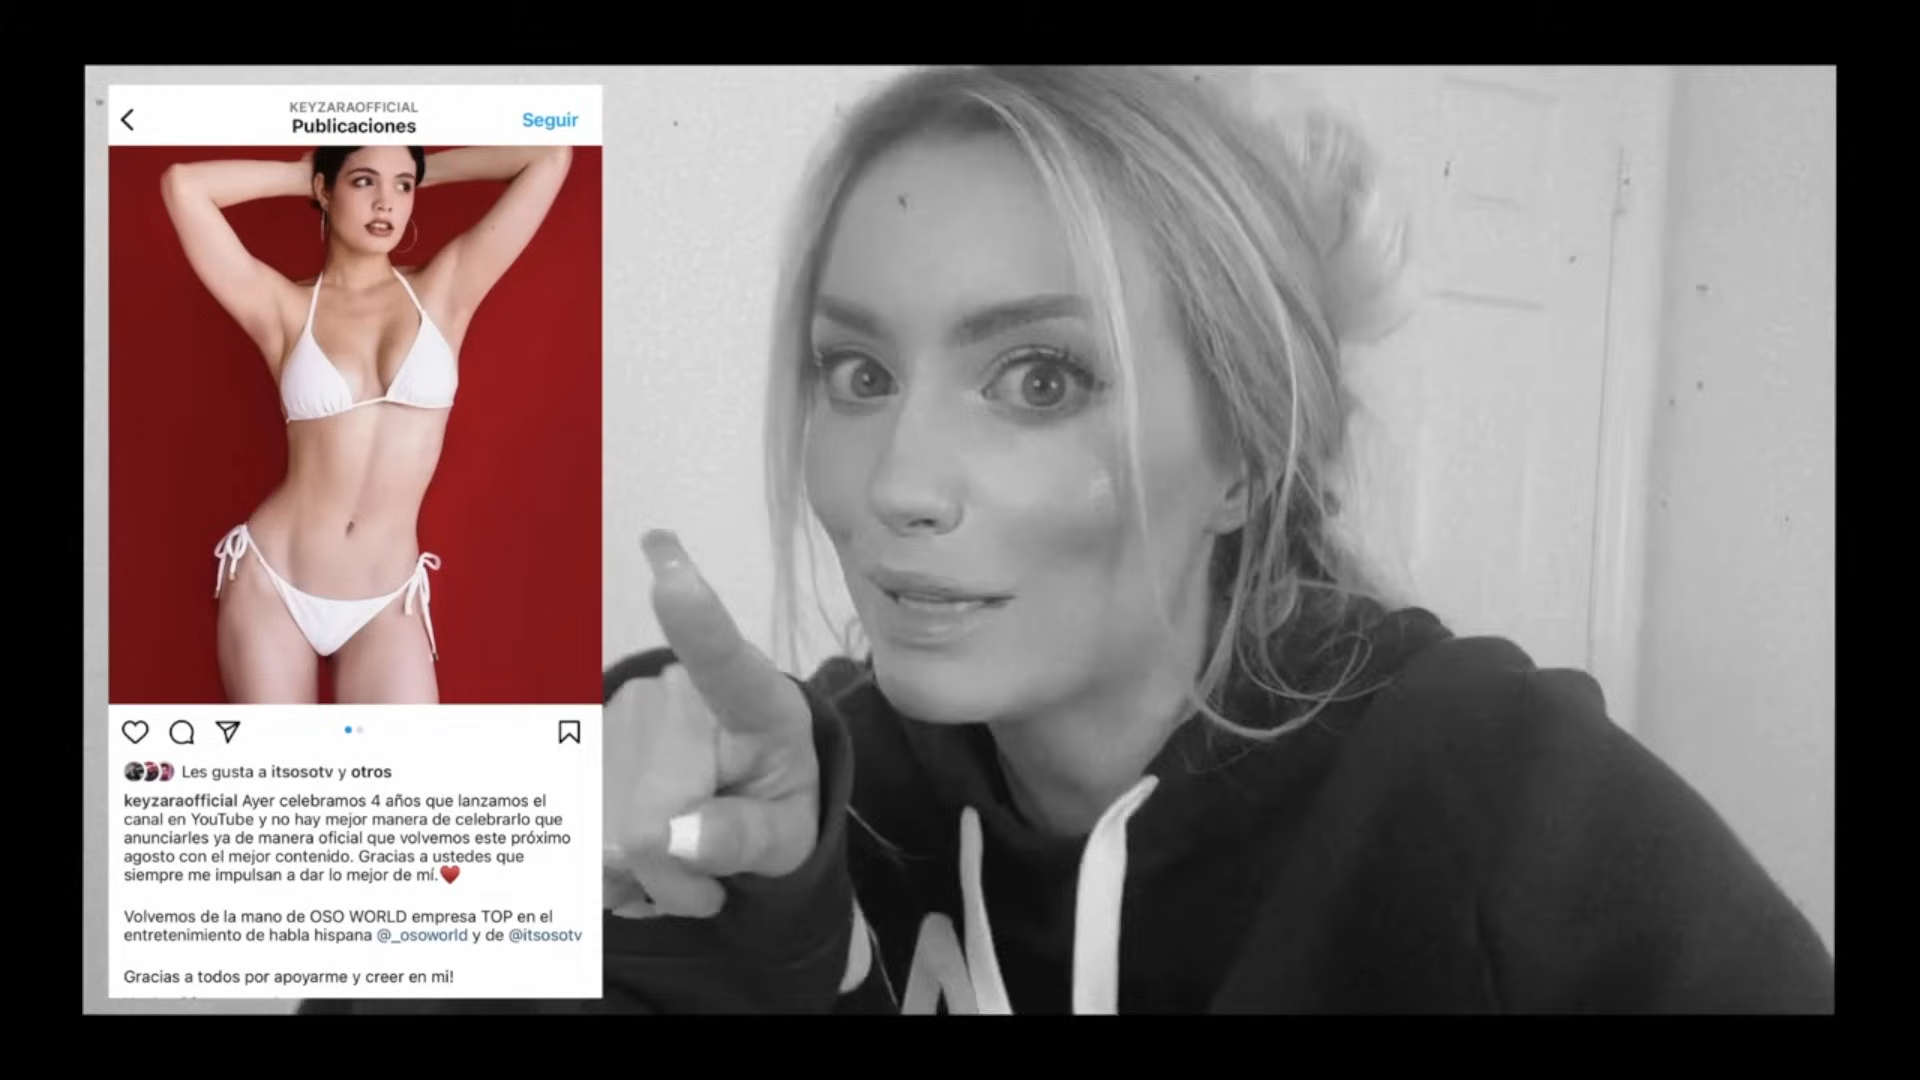 KEYZARAOFFICIAL
Publicaciones
Seguir
Les gusta a itsosotv y otros
keyzaraofficial Ayer celebramos 4 años que lanzamos el
canal en YouTube y no hay mejor manera de celebrarlo que
anunciarles ya de manera oficial que volvemos este próximo
agosto con el mejor contenido. Gracias a ustedes que
siempre me impulsan a dar lo mejor de mí.❤️
Volvemos de la mano de OSO WORLD empresa TOP en el
entretenimiento de habla hispana @_osoworld y de @itsosotv
Gracias a todos por apoyarme y creer en mi!